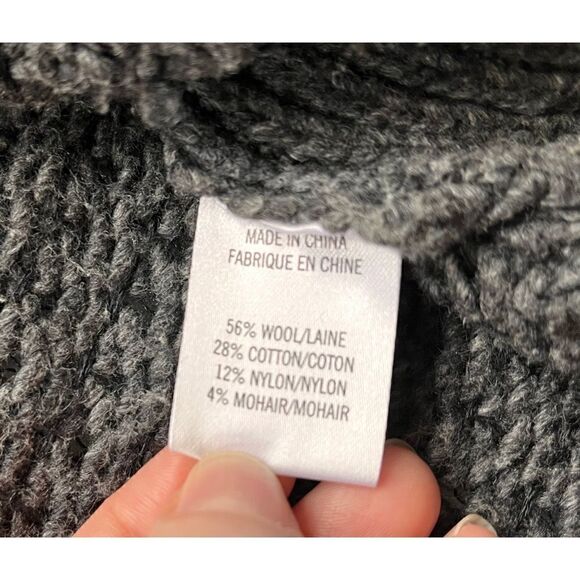 MADE IN CHINA
FABRIQUE EN CHINE
56% WOOL/LAINE
28% COTTON/COTON
12% NYLON/NYLON
4% MOHAIR/MOHAIR